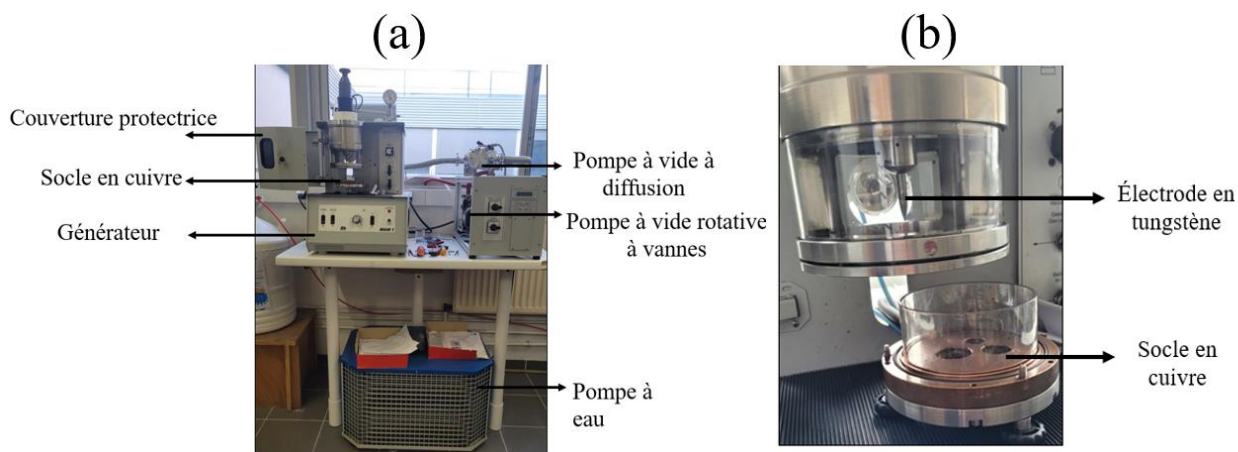 (a)
(b)
Couverture protectrice
Socle en cuivre
Générateur
Pompe à vide à
diffusion
Pompe à vide rotative
à vannes
Pompe à
eau
Électrode en
tungstène
Socle en
cuivre